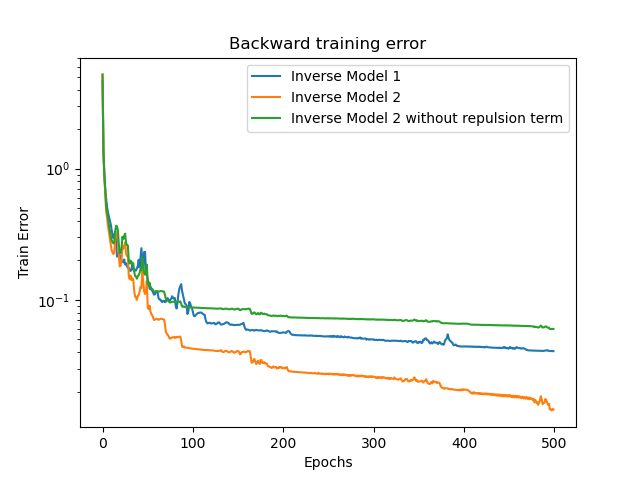 Backward training error
Inverse Model 1
Inverse Model 2
Inverse Model 2 without repulsion term
Train Error
10⁰
10⁻¹
0 100 200 300 400 500
Epochs